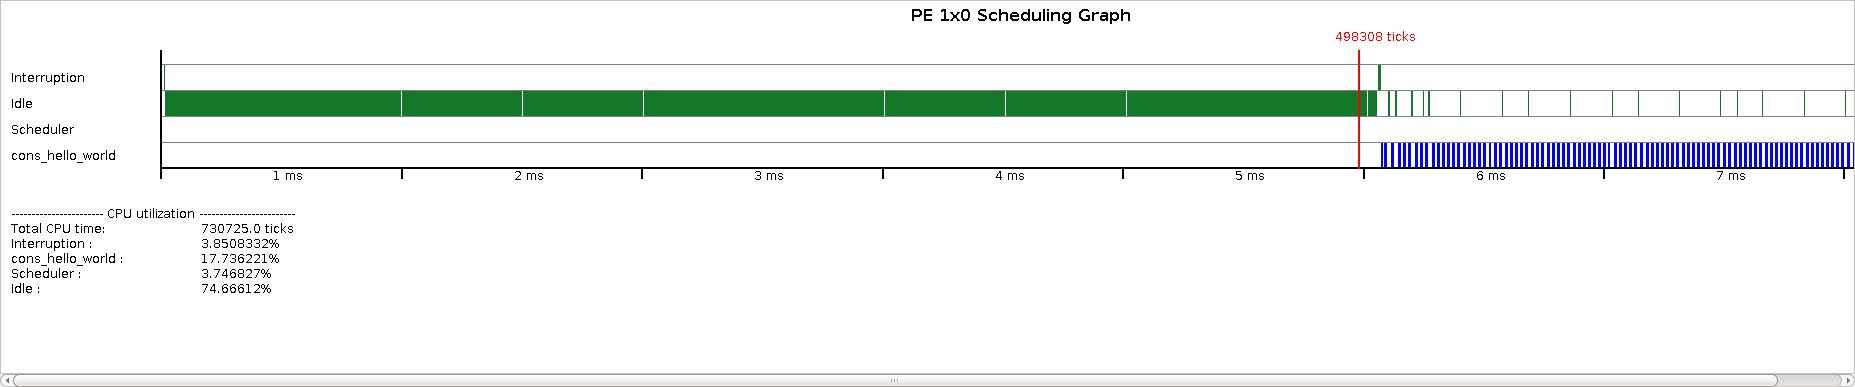 PE 1x0 Scheduling Graph
498308 ticks
Interruption
Idle
Scheduler
cons_hello_world
1 ms 2 ms 3 ms 4 ms 5 ms 6 ms 7 ms
----------------------- CPU utilization ------------------------
Total CPU time: 730725.0 ticks
Interruption : 3.8508332%
cons_hello_world : 17.736221%
Scheduler : 3.746827%
Idle : 74.66612%